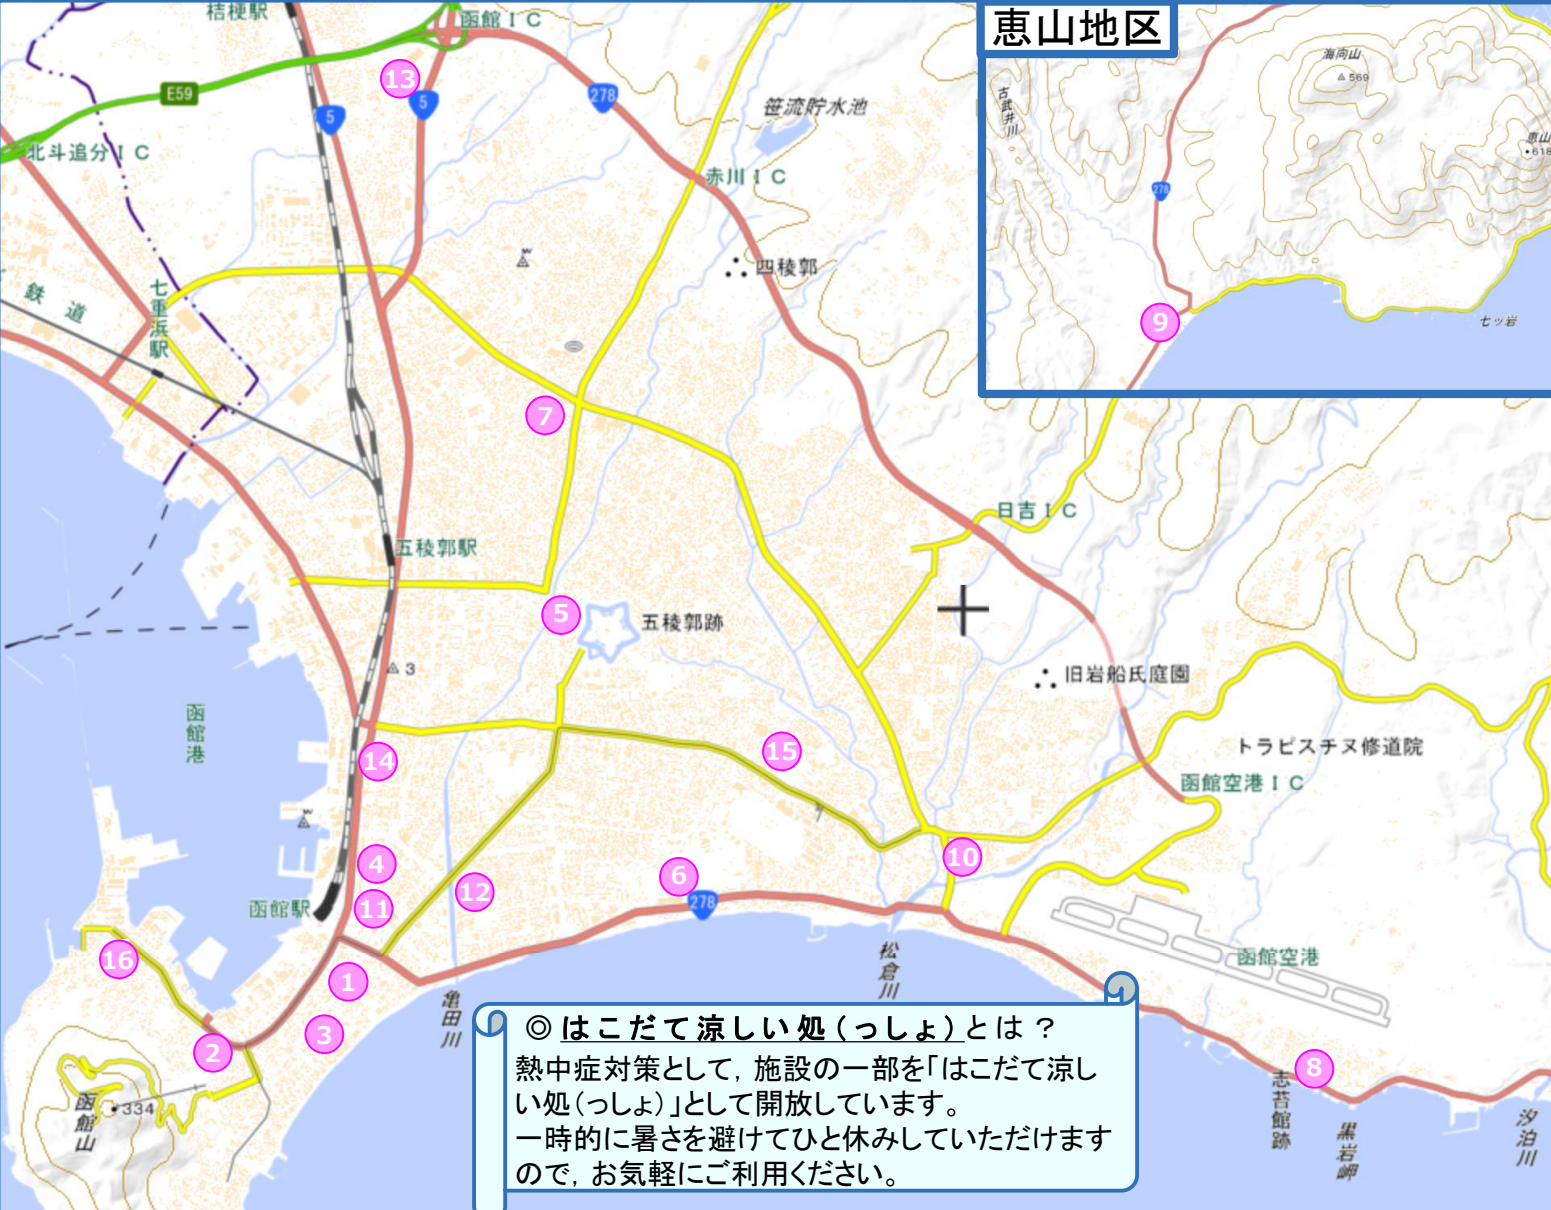 桔梗駅
函館IC
恵山地区
13
E59
5
5
278
笹流貯水池
海向山
569
古武井川
恵山
618
北斗追分IC
赤川IC
278
四稜郭
鉄道
七重浜駅
9
七ッ岩
7
日吉IC
五稜郭駅
5
五稜郭跡
3
旧岩船氏庭園
函館港
14
15
トラピスチヌ修道院
函館空港IC
4
10
6
12
11
函館駅
278
16
1
松倉川
函館空港
亀田川
3
2
◎はこだて涼しい処(っしょ)とは?
熱中症対策として,施設の一部を「はこだて涼し
い処(っしょ)」として開放しています。
一時的に暑さを避けてひと休みしていただけます
ので,お気軽にご利用ください。
8
志苔館跡
函館山
334
黒岩岬
汐泊川